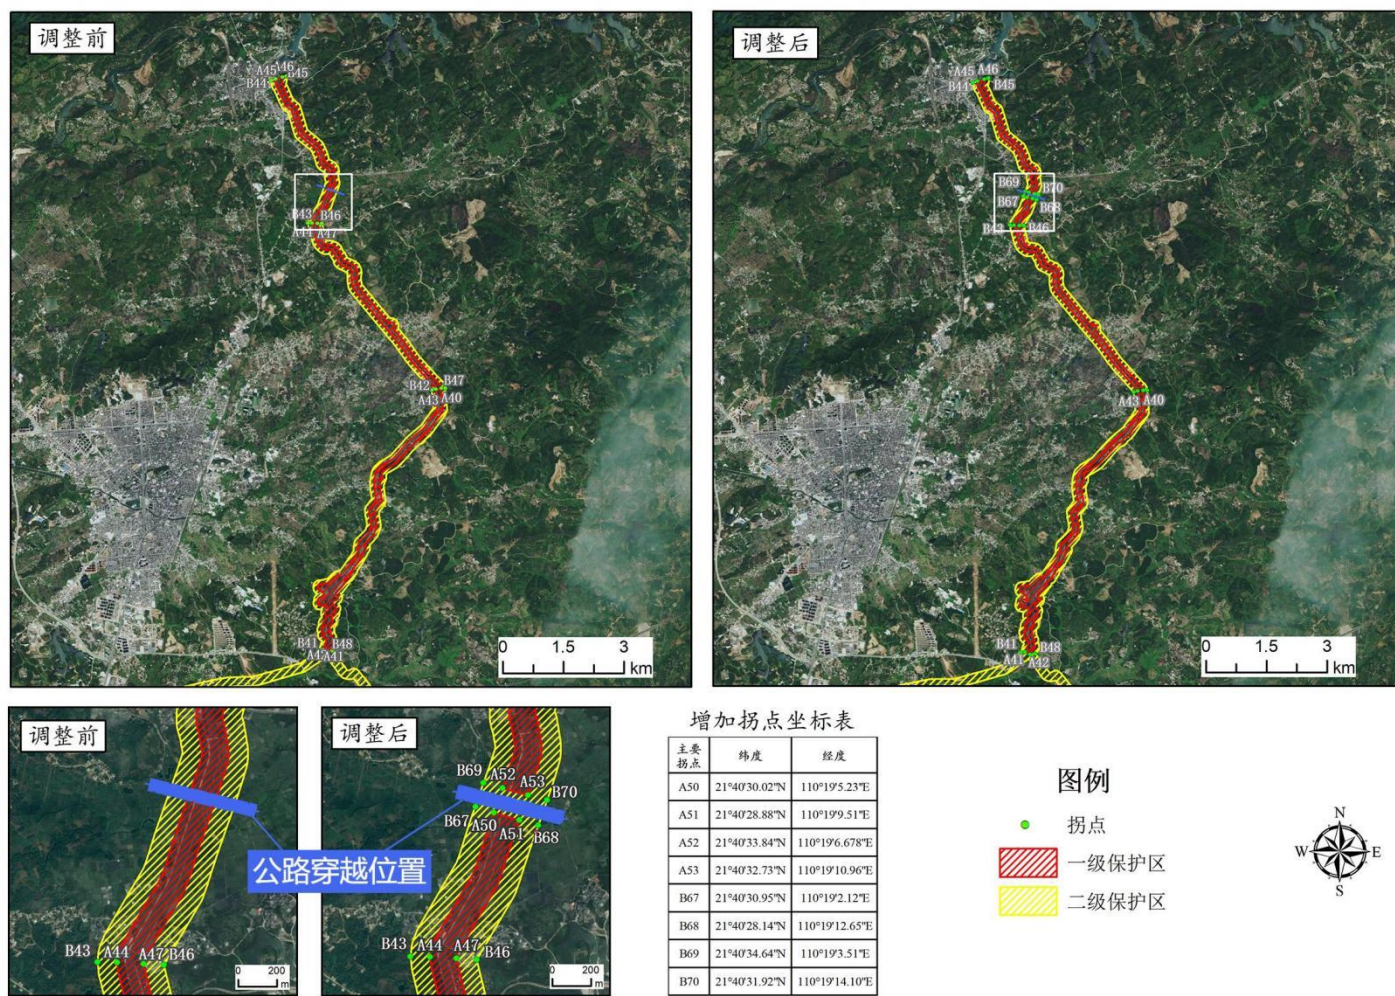 调整前
A46
A45
B45
B44
B43
B46
A44
A47
B42
B47
A43
A40
B41
B48
A42
A41
0 1.5 3
km
调整后
A45
A46
B44
B45
B69
B70
B67
B68
B43
B46
A43
A40
B41
B48
A41
A42
0 1.5 3
km
调整前
B43
A44
A47
B46
0 200
m
公路穿越位置
调整后
B69
A52
A53
B70
B67
A50
A51
B68
B43
A44
A47
B46
0 200
m
增加拐点坐标表
主要拐点 纬度 经度
A50 21°40'30.02"N 110°19'5.23"E
A51 21°40'28.88"N 110°19'9.51"E
A52 21°40'33.84"N 110°19'6.678"E
A53 21°40'32.73"N 110°19'10.96"E
B67 21°40'30.95"N 110°19'2.12"E
B68 21°40'28.14"N 110°19'12.65"E
B69 21°40'34.64"N 110°19'3.51"E
B70 21°40'31.92"N 110°19'14.10"E
图例
拐点
一级保护区
二级保护区
N
W E
S